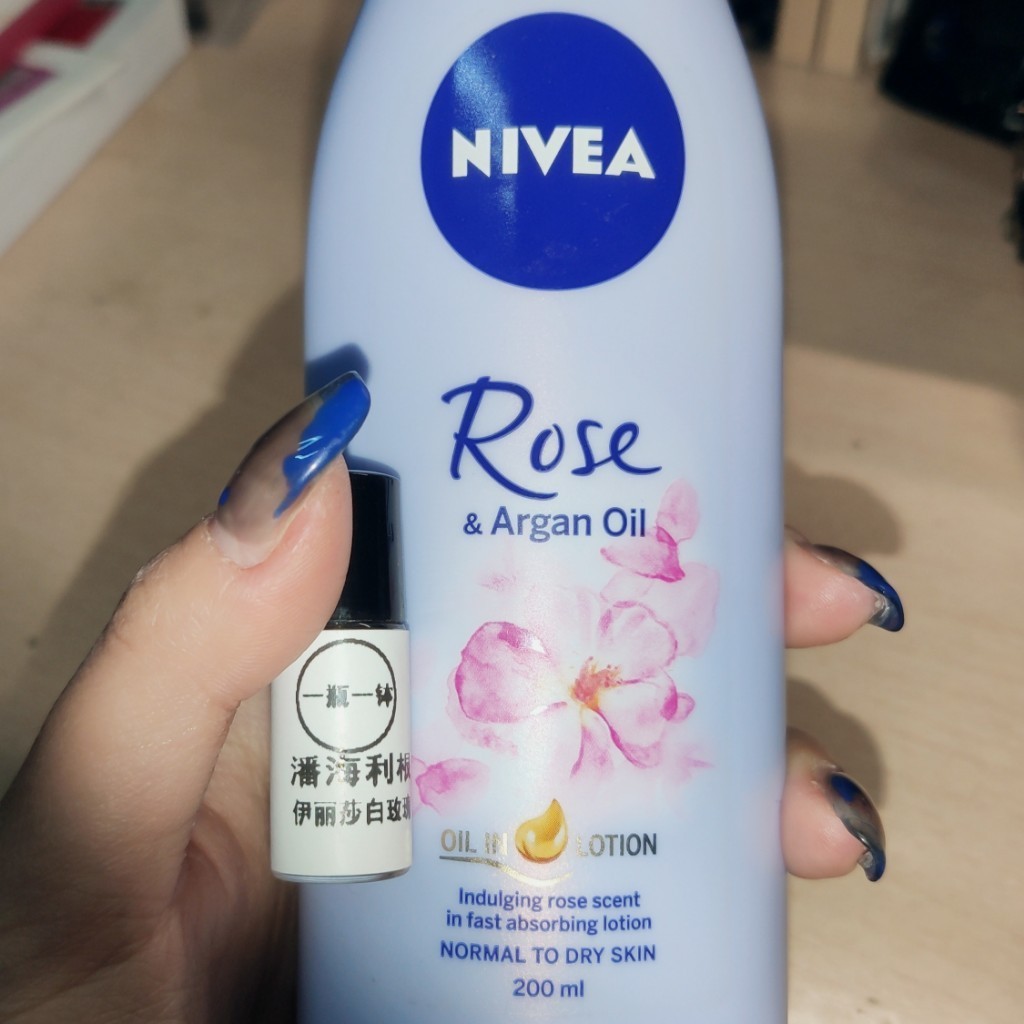 NIVEA
Rose
& Argan Oil
OIL IN LOTION
Indulging rose scent
in fast absorbing lotion
NORMAL TO DRY SKIN
200 ml
一瓶一钵
潘海利根
伊丽莎白玫瑰